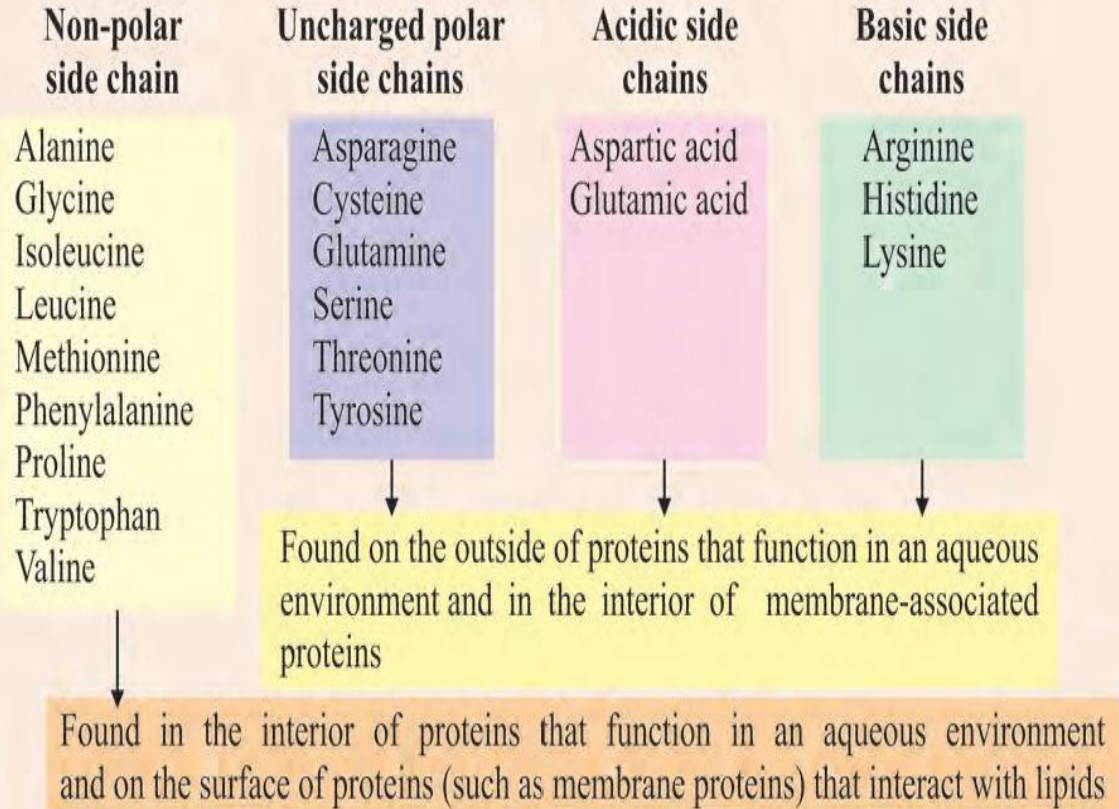 Non-polar
side chain
Alanine
Glycine
Isoleucine
Leucine
Methionine
Phenylalanine
Proline
Tryptophan
Valine
Uncharged polar
side chains
Asparagine
Cysteine
Glutamine
Serine
Threonine
Tyrosine
Acidic side
chains
Aspartic acid
Glutamic acid
Basic side
chains
Arginine
Histidine
Lysine
Found on the outside of proteins that function in an aqueous
environment and in the interior of membrane-associated
proteins
Found in the interior of proteins that function in an aqueous environment
and on the surface of proteins (such as membrane proteins) that interact with lipids